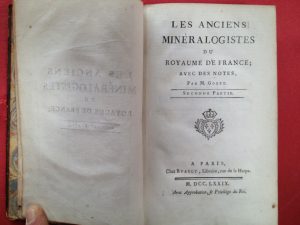 LES ANCIENS
MINÉRALOGISTES
DU
ROYAUME DE FRANCE;
AVEC DES NOTES,
PAR M. GOBET.
SECONDE PARTIE.
A PARIS,
Chez RUAULT, Libraire, rue de la Harpe.
M. DCC. LXXIX.
Avec Approbation, & Privilége du Roi.